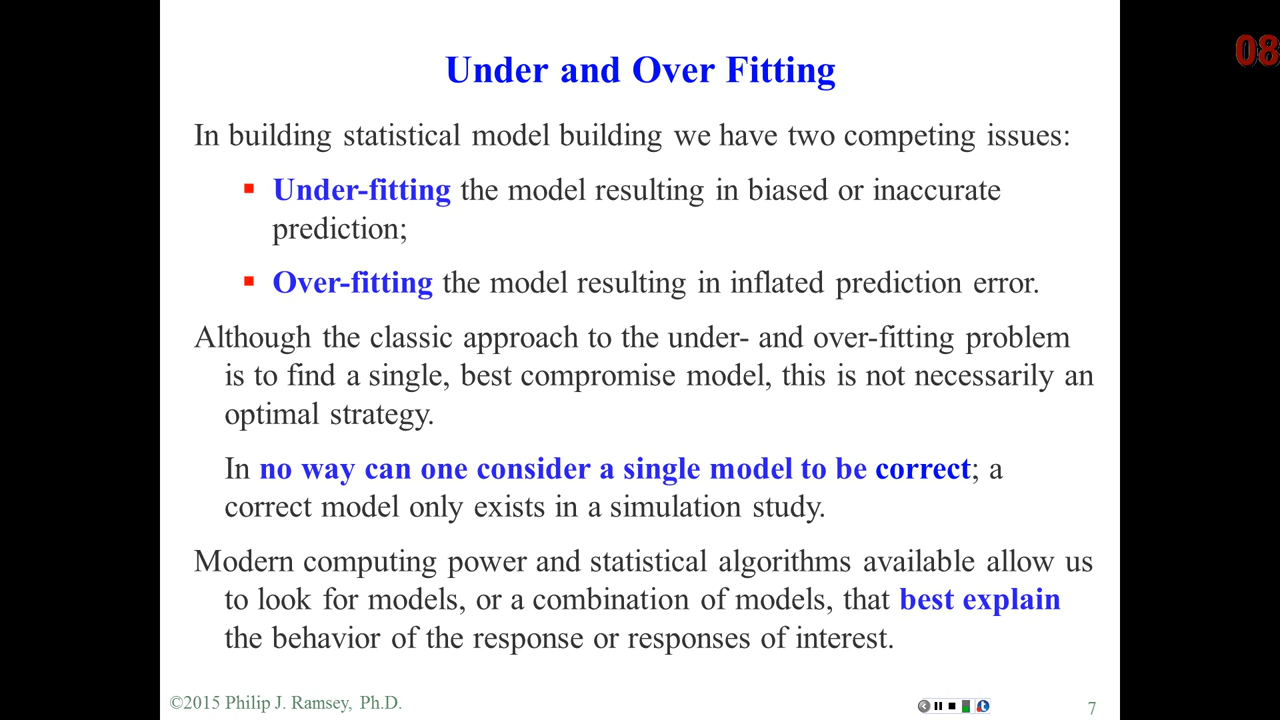 Under and Over Fitting
08
In building statistical model building we have two competing issues:
Under-fitting the model resulting in biased or inaccurate
prediction;
Over-fitting the model resulting in inflated prediction error.
Although the classic approach to the under- and over-fitting problem
is to find a single, best compromise model, this is not necessarily an
optimal strategy.
In no way can one consider a single model to be correct; a
correct model only exists in a simulation study.
Modern computing power and statistical algorithms available allow us
to look for models, or a combination of models, that best explain
the behavior of the response or responses of interest.
©2015 Philip J. Ramsey, Ph.D.
7